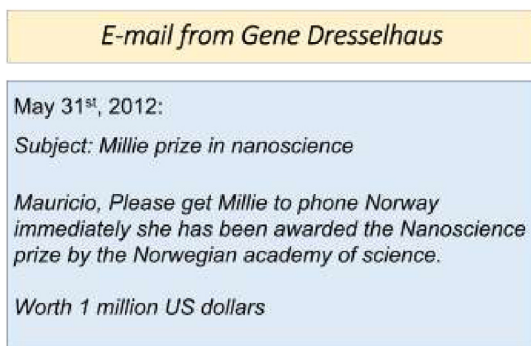 E-mail from Gene Dresselhaus
May 31st, 2012:
Subject: Millie prize in nanoscience
Mauricio, Please get Millie to phone Norway
immediately she has been awarded the Nanoscience
prize by the Norwegian academy of science.
Worth 1 million US dollars